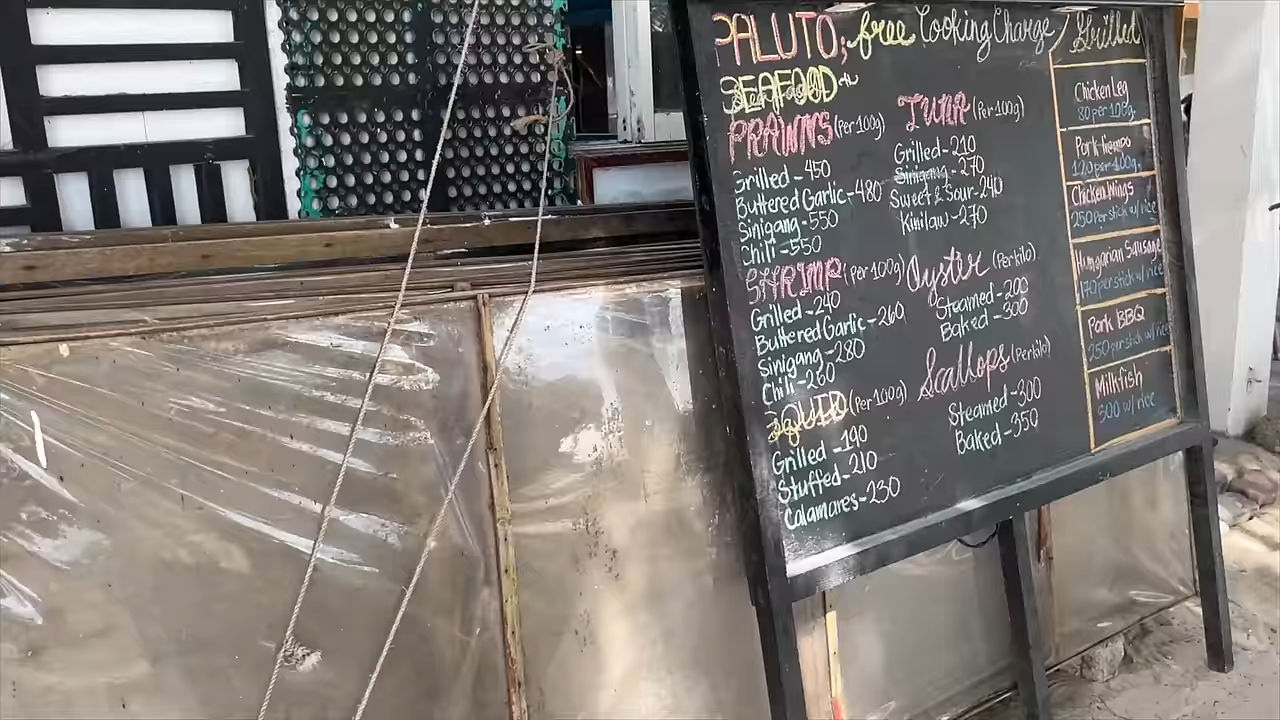 PALUTO; free Cooking Charge
SEAFOOD
PRAWNS (Per 100g)
Grilled - 450
Buttered Garlic - 480
Sinigang - 550
Chili - 550
SHRIMP (per 100g)
Grilled - 240
Buttered Garlic - 260
Sinigang - 280
Chili - 260
SQUID (Per 100g)
Grilled - 190
Stuffed - 210
Calamares - 230
TUNA (Per 100g)
Grilled - 210
Sinigang - 270
Sweet & Sour - 240
Kinilaw - 270
Oyster (Per kilo)
Steamed - 200
Baked - 300
Scallops (Per kilo)
Steamed - 300
Baked - 350
Grilled
Chicken Leg
80 per 100g.
Pork
120 per 100g.
Chicken Wings
250 Per stick w/ rice
Hungarian Sausage
170 per stick w/ rice
Pork BBQ
250 per stick w/ rice
Milkfish
500 w/ rice